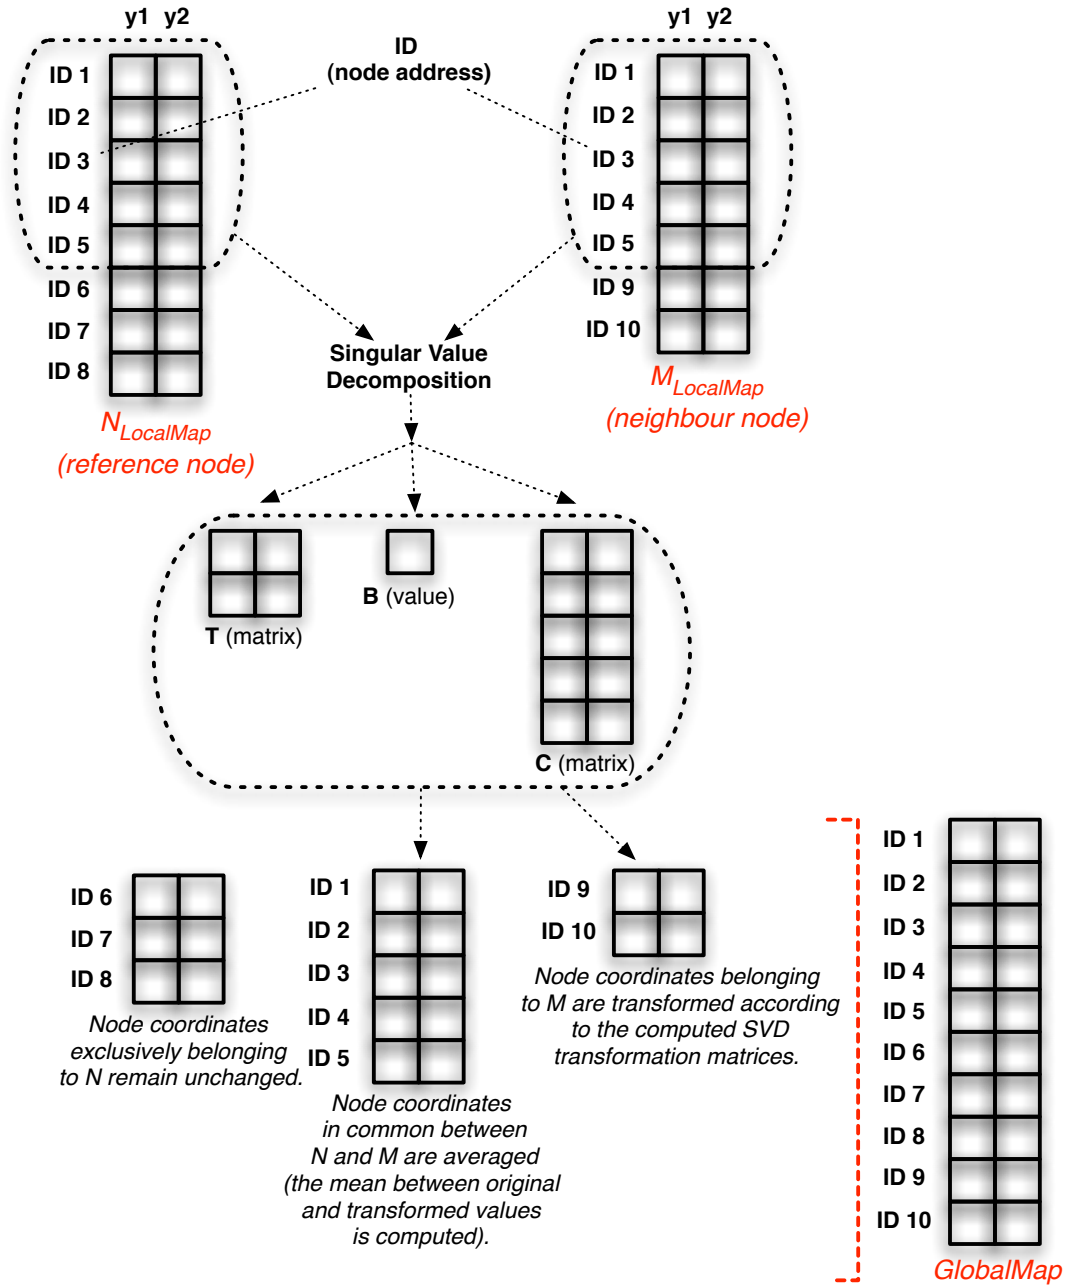 y1 y2
ID 1
ID 2
ID 3
ID 4
ID 5
ID 6
ID 7
ID 8
N LocalMap
(reference node)
ID
(node address)
y1 y2
ID 1
ID 2
ID 3
ID 4
ID 5
ID 9
ID 10
M LocalMap
(neighbour node)
Singular Value
Decomposition
T (matrix)
B (value)
C (matrix)
ID 6
ID 7
ID 8
Node coordinates
exclusively belonging
to N remain unchanged.
ID 1
ID 2
ID 3
ID 4
ID 5
Node coordinates
in common between
N and M are averaged
(the mean between original
and transformed values
is computed).
ID 9
ID 10
Node coordinates belonging
to M are transformed according
to the computed SVD
transformation matrices.
ID 1
ID 2
ID 3
ID 4
ID 5
ID 6
ID 7
ID 8
ID 9
ID 10
GlobalMap